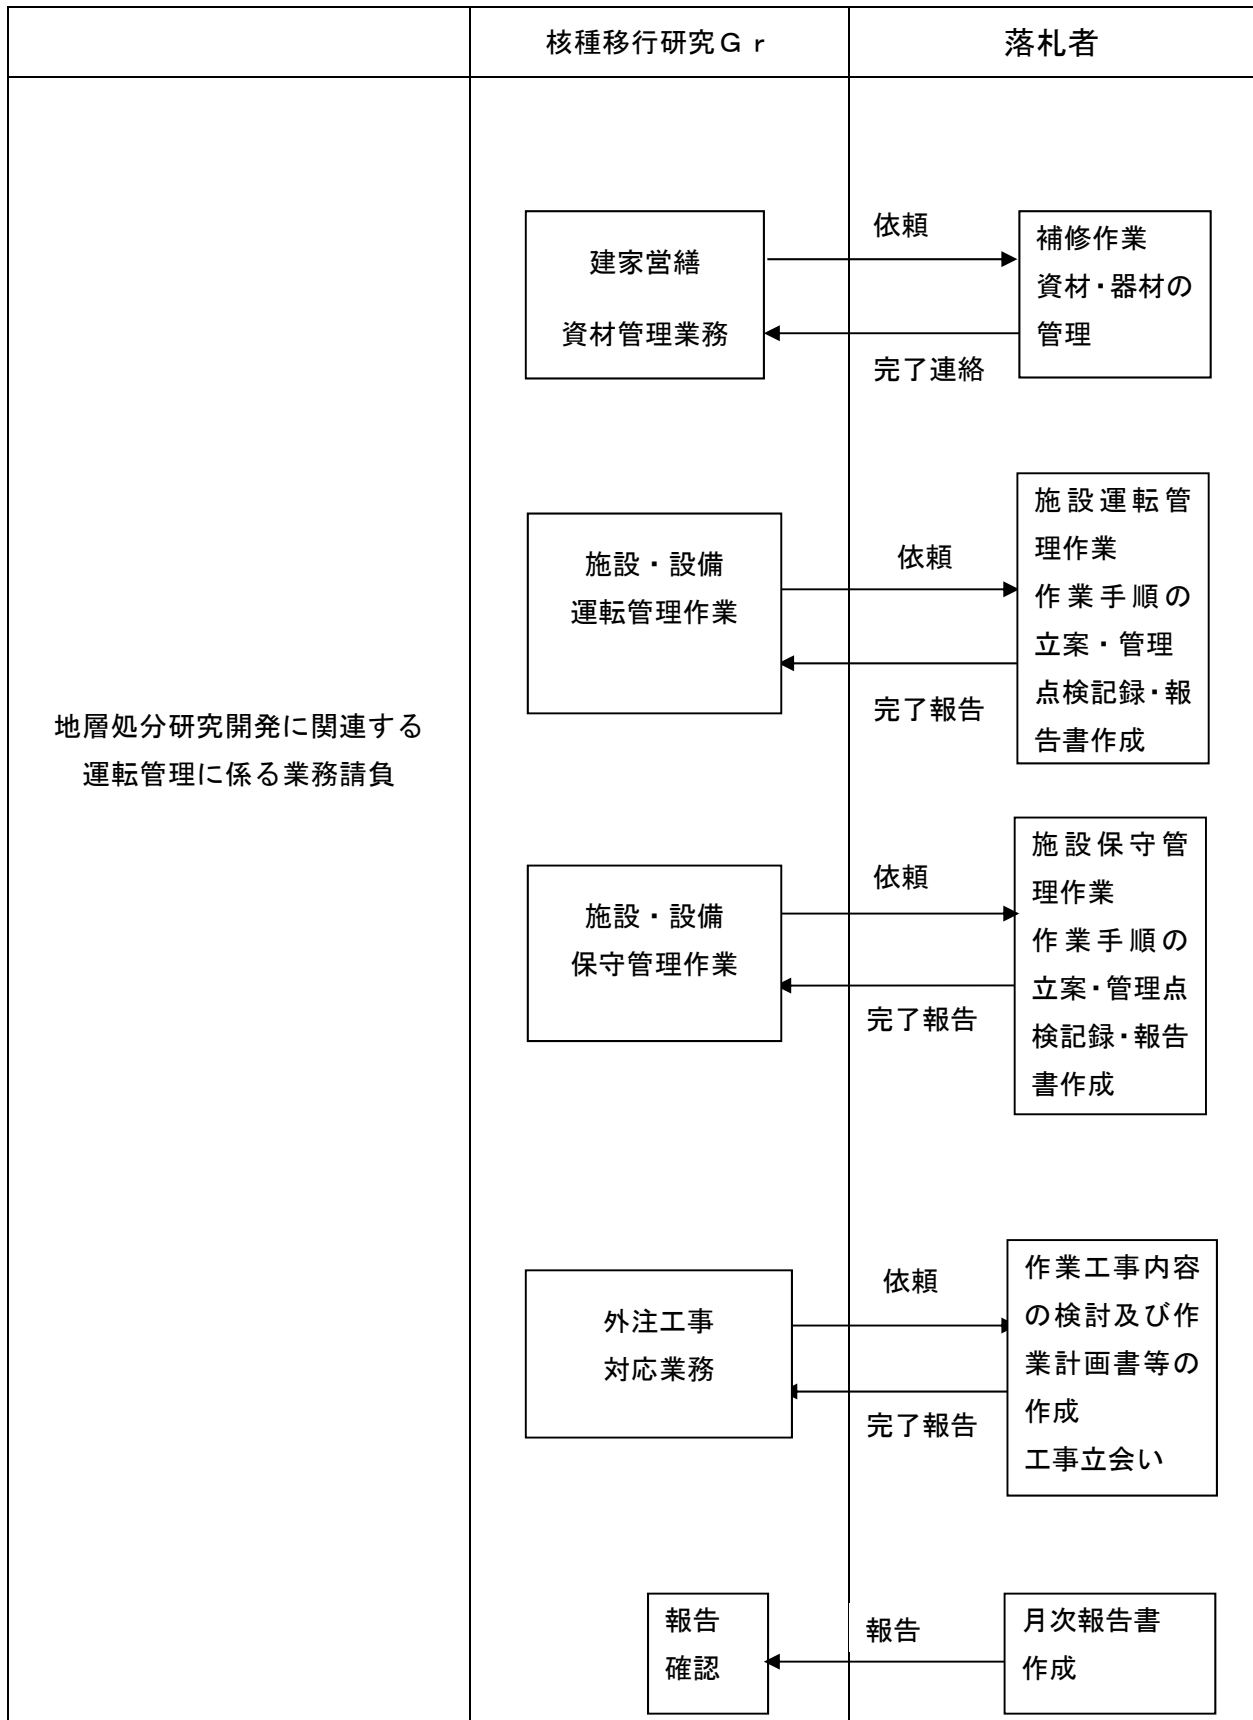 核種移行研究Ｇｒ
落札者
地層処分研究開発に関連する
運転管理に係る業務請負
建家営繕
資材管理業務
依頼
完了連絡
補修作業
資材・器材の
管理
施設・設備
運転管理作業
依頼
完了報告
施設運転管
理作業
作業手順の
立案・管理
点検記録・報
告書作成
施設・設備
保守管理作業
依頼
完了報告
施設保守管
理作業
作業手順の
立案・管理点
検記録・報告
書作成
外注工事
対応業務
依頼
完了報告
作業工事内容
の検討及び作
業計画書等の
作成
工事立会い
報告
確認
報告
月次報告書
作成